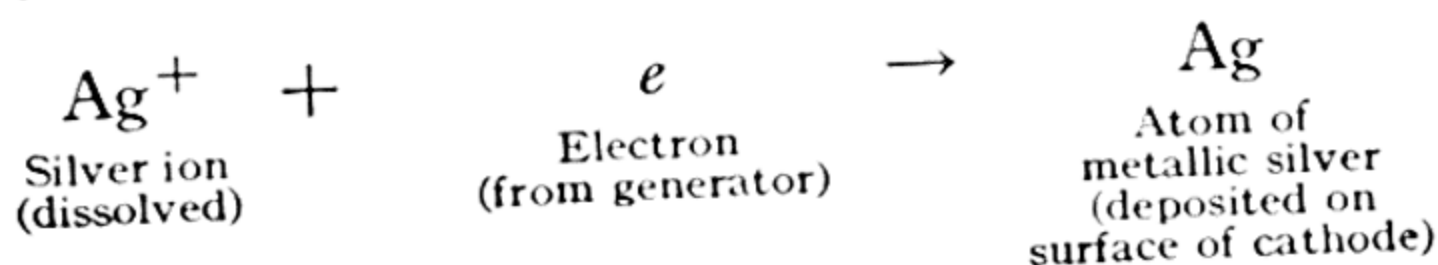 Ag⁺ + e → Ag
Silver ion Electron Atom of
(dissolved) (from generator) metallic silver
(deposited on
surface of cathode)